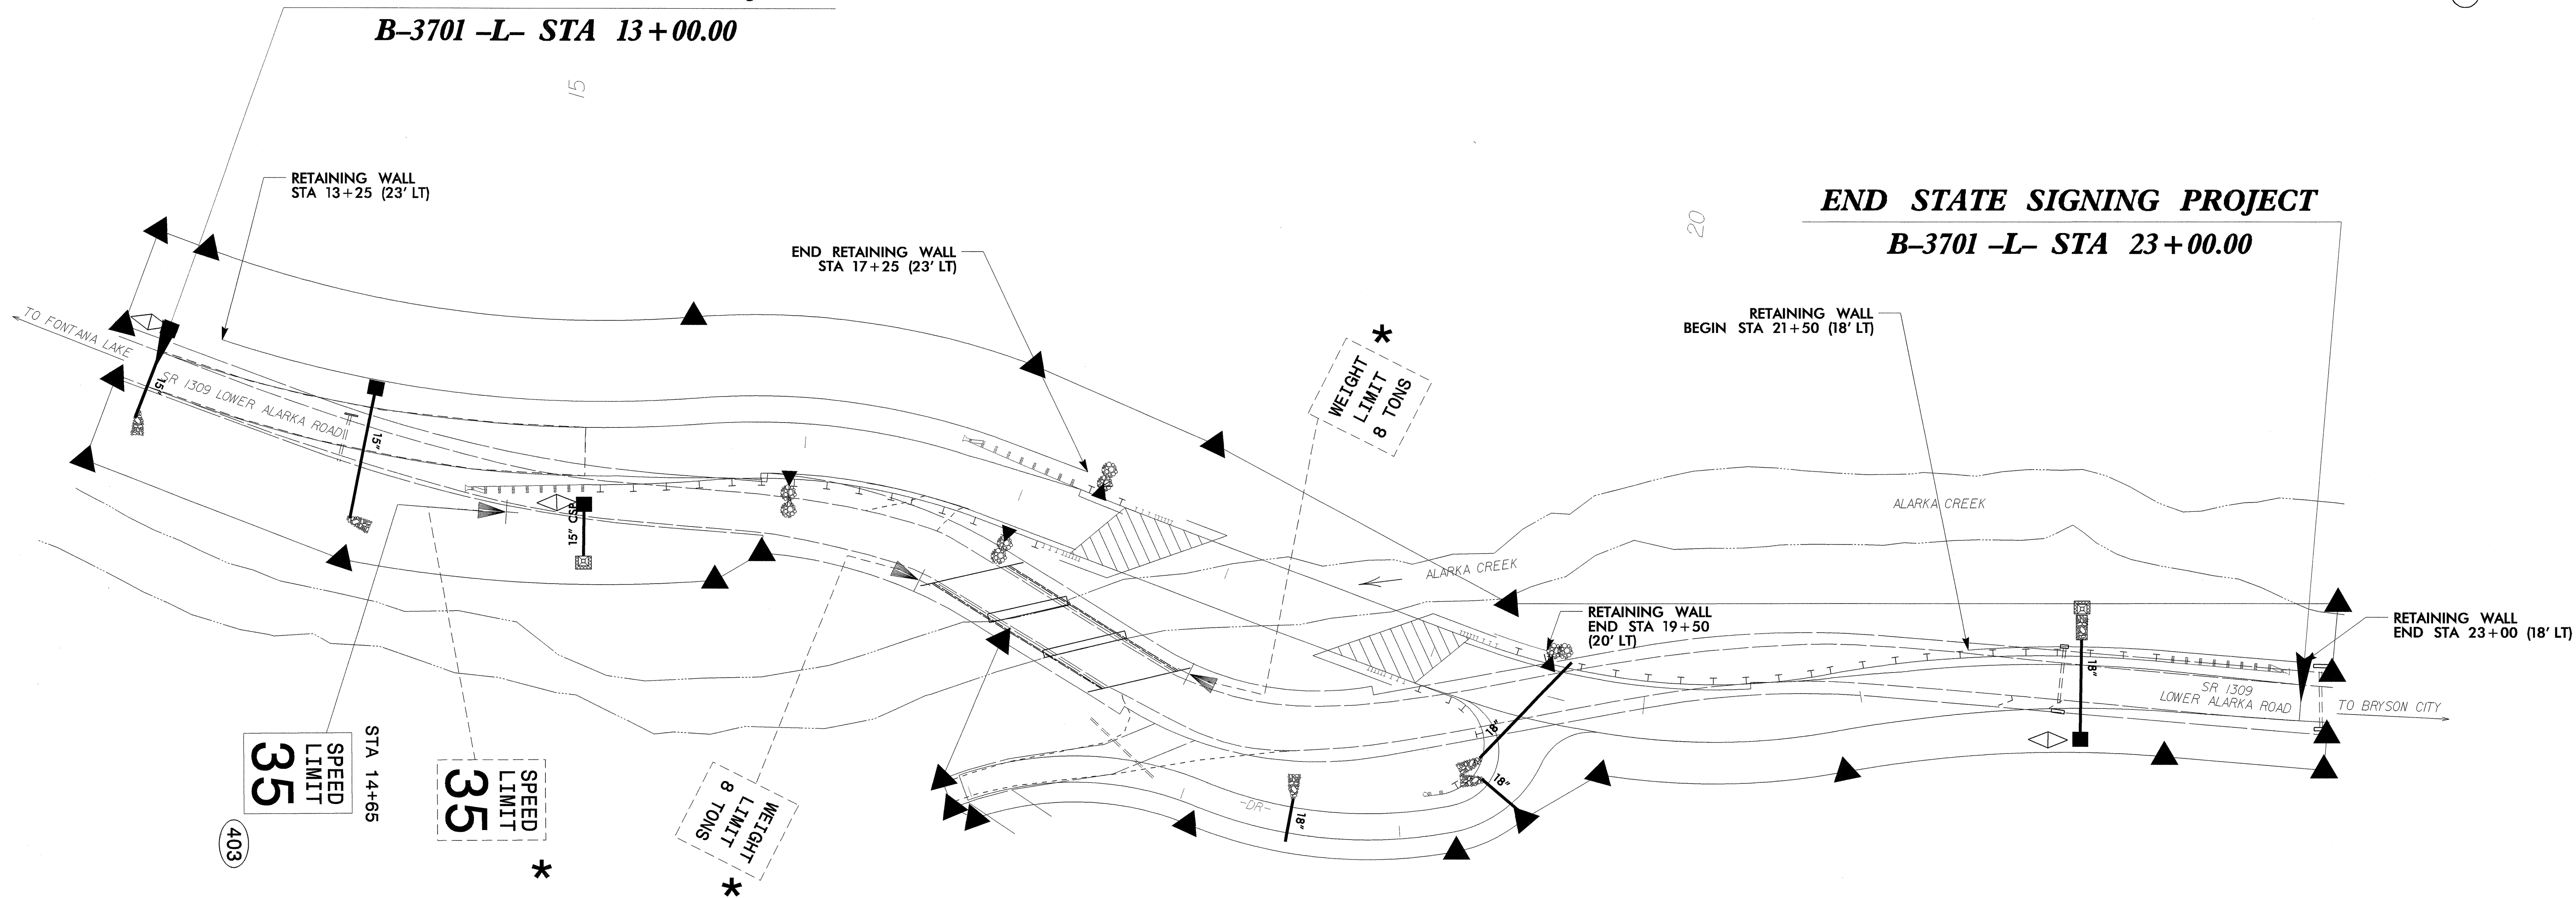 B–3701 –L– STA 13+00.00
15
RETAINING WALL
STA 13+25 (23' LT)
END RETAINING WALL
STA 17+25 (23' LT)
20
END STATE SIGNING PROJECT
B–3701 –L– STA 23+00.00
RETAINING WALL
BEGIN STA 21+50 (18' LT)
TO FONTANA LAKE
15"
SR 1309 LOWER ALARKA ROAD
15"
15" CSP
*
WEIGHT
LIMIT
8 TONS
ALARKA CREEK
ALARKA CREEK
RETAINING WALL
END STA 19+50
(20' LT)
RETAINING WALL
END STA 23+00 (18' LT)
18"
SR 1309
LOWER ALARKA ROAD
TO BRYSON CITY
18"
18"
18"
-DR-
STA 14+65
SPEED
LIMIT
35
403
SPEED
LIMIT
35
*
WEIGHT
LIMIT
8 TONS
*